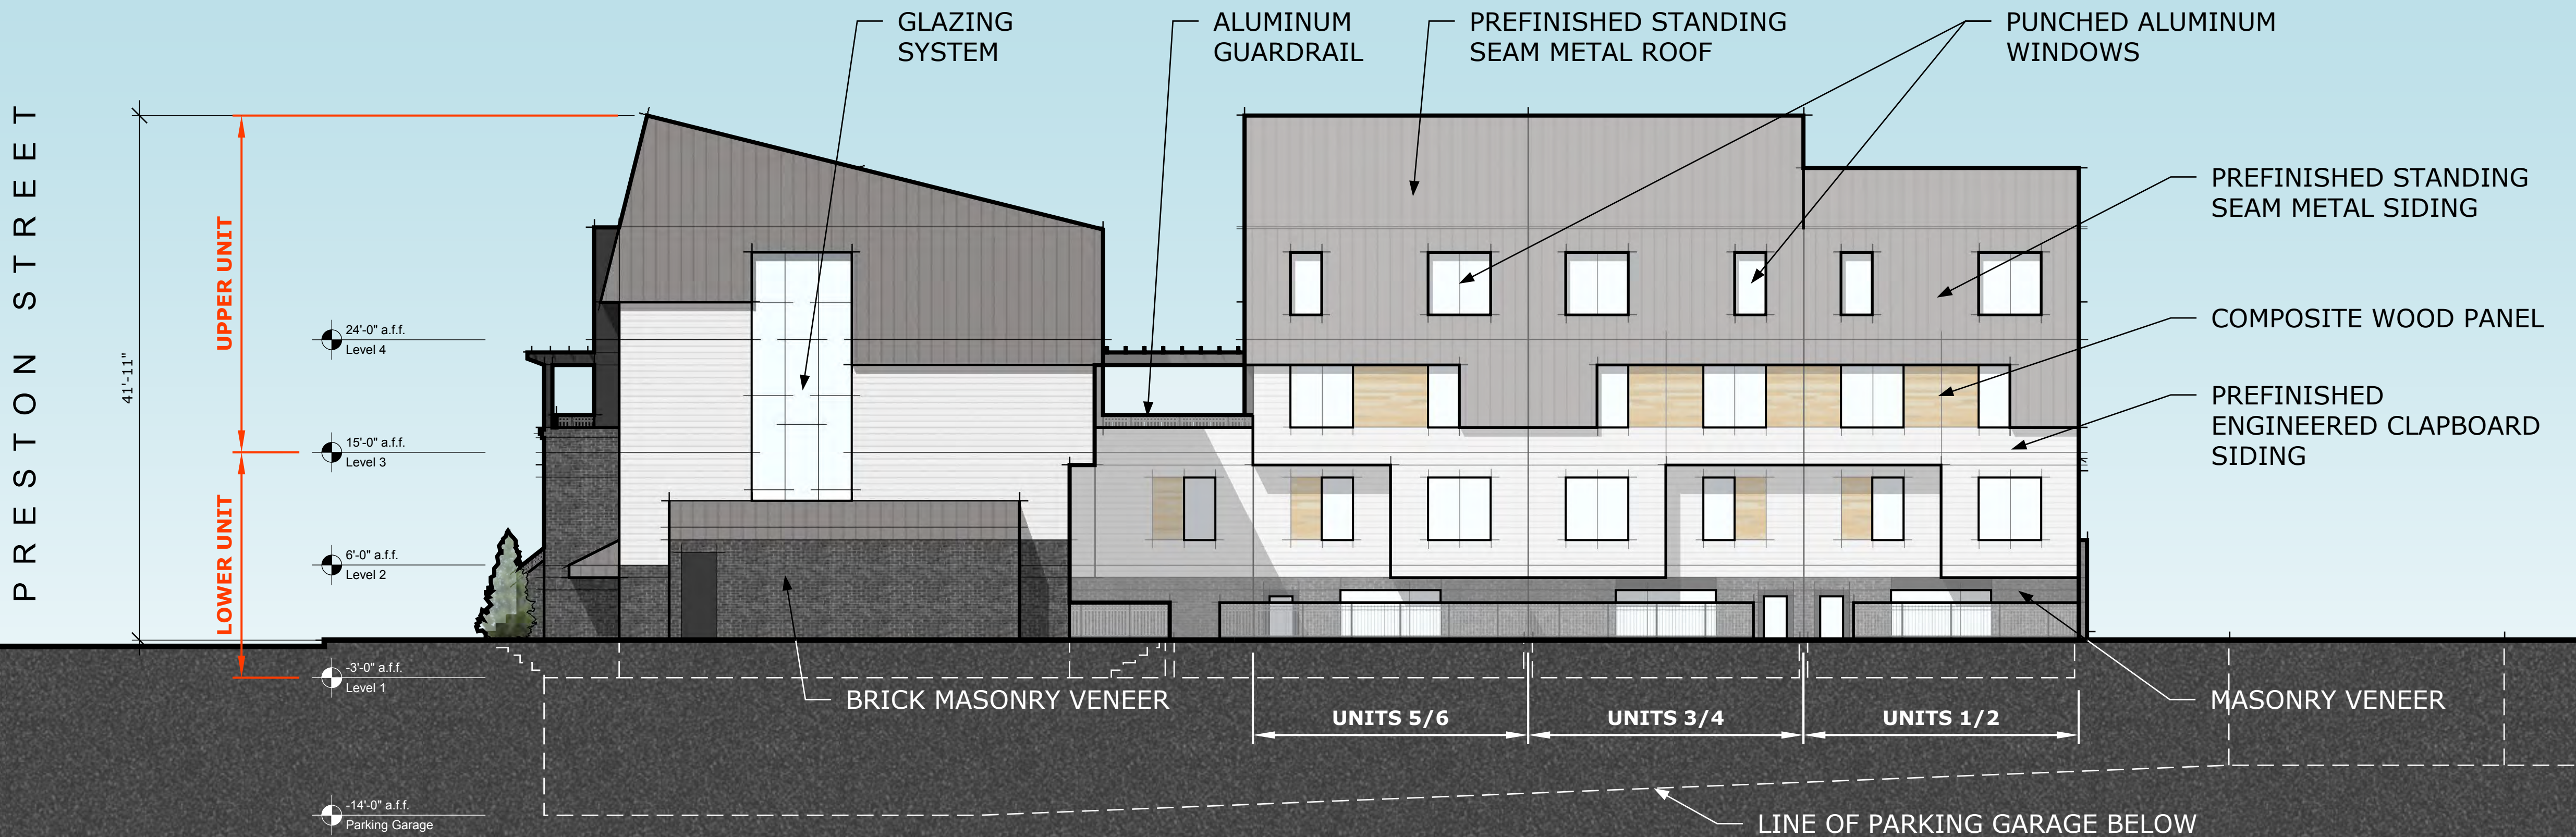 PRESTON STREET
41'-11"
UPPER UNIT
LOWER UNIT
24'-0" a.f.f.
Level 4
15'-0" a.f.f.
Level 3
6'-0" a.f.f.
Level 2
-3'-0" a.f.f.
Level 1
-14'-0" a.f.f.
Parking Garage
GLAZING
SYSTEM
ALUMINUM
GUARDRAIL
PREFINISHED STANDING
SEAM METAL ROOF
PUNCHED ALUMINUM
WINDOWS
PREFINISHED STANDING
SEAM METAL SIDING
COMPOSITE WOOD PANEL
PREFINISHED
ENGINEERED CLAPBOARD
SIDING
BRICK MASONRY VENEER
UNITS 5/6
UNITS 3/4
UNITS 1/2
MASONRY VENEER
LINE OF PARKING GARAGE BELOW